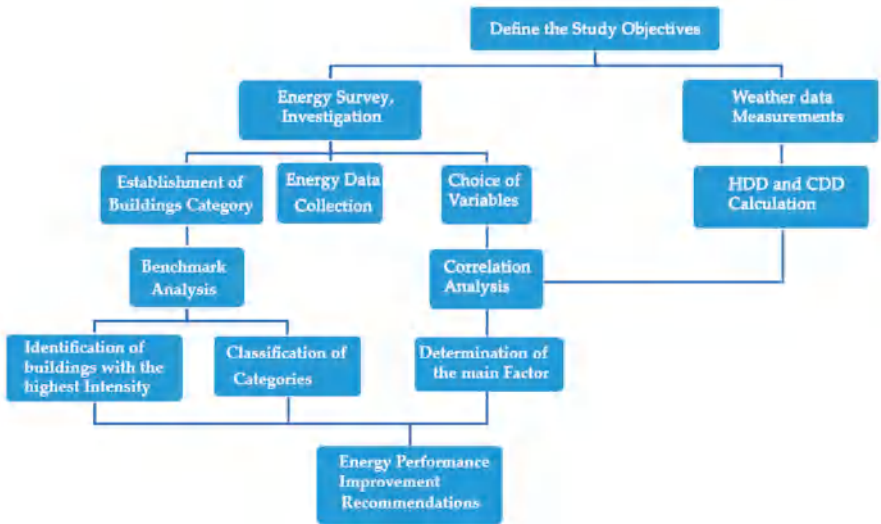 Define the Study Objectives
Energy Survey,
Investigation
Weather data
Measurements
Establishment of
Buildings Category
Energy Data
Collection
Choice of
Variables
HDD and CDD
Calculation
Benchmark
Analysis
Correlation
Analysis
Identification of
buildings with the
highest Intensity
Classification of
Categories
Determination of
the main Factor
Energy Performance
Improvement
Recommendations